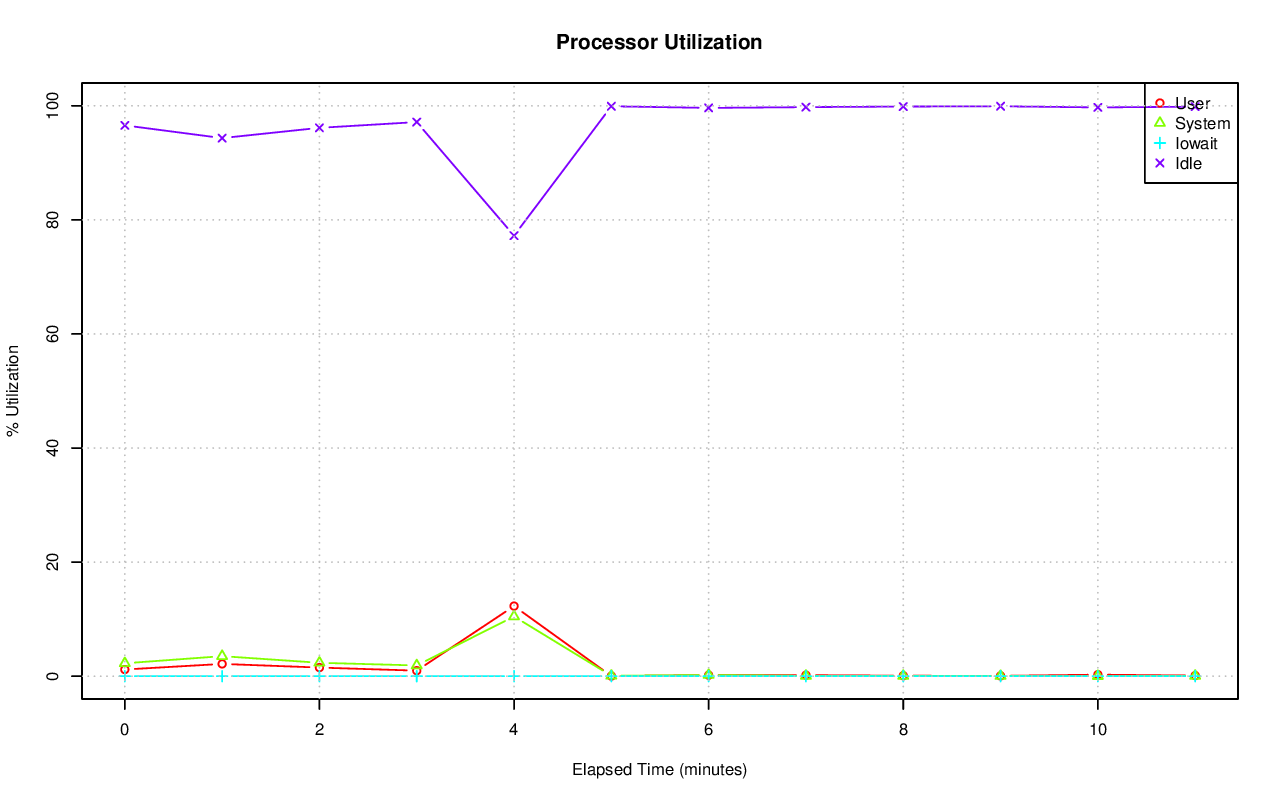 Processor Utilization
100
80
60
40
20
0
% Utilization
User
System
Iowait
Idle
0 2 4 6 8 10
Elapsed Time (minutes)